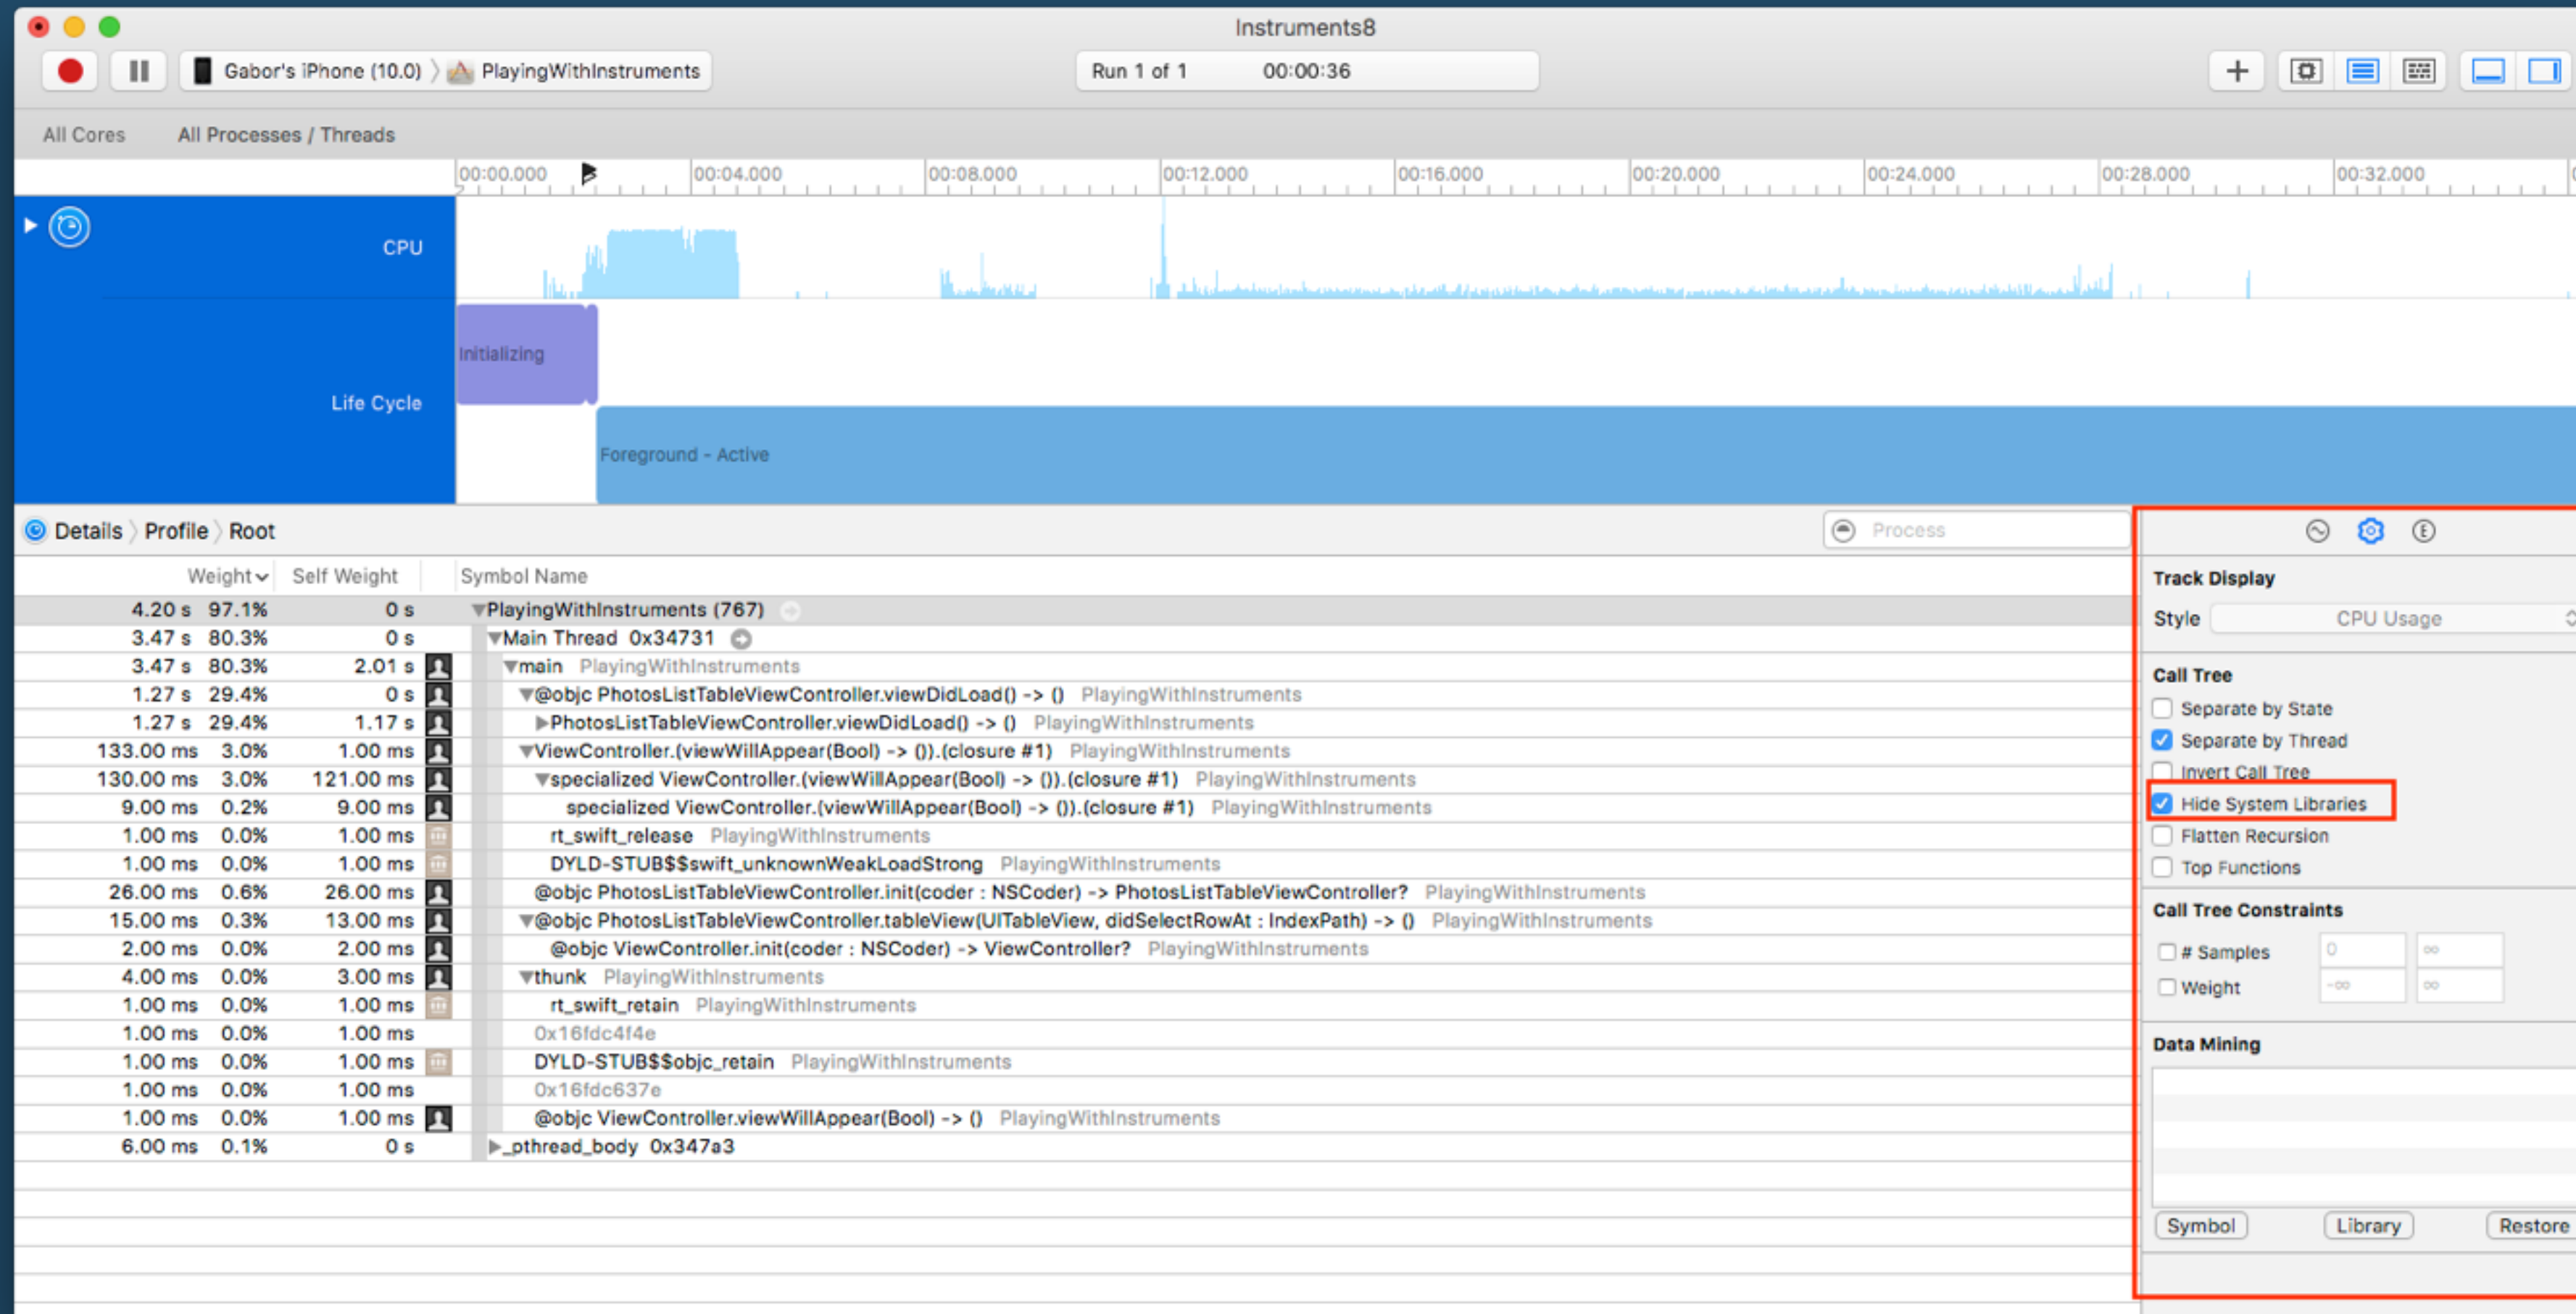 Instruments8
Gabor's iPhone (10.0) PlayingWithInstruments
Run 1 of 1 00:00:36
All Cores All Processes / Threads
00:00.000 00:04.000 00:08.000 00:12.000 00:16.000 00:20.000 00:24.000 00:28.000 00:32.000
CPU
Initializing
Life Cycle
Foreground - Active
Details Profile Root Process
Weight Self Weight Symbol Name
4.20 s 97.1% 0 s PlayingWithInstruments (767)
3.47 s 80.3% 0 s Main Thread 0x34731
3.47 s 80.3% 2.01 s main PlayingWithInstruments
1.27 s 29.4% 0 s @objc PhotosListTableViewController.viewDidLoad() -> () PlayingWithInstruments
1.27 s 29.4% 1.17 s PhotosListTableViewController.viewDidLoad() -> () PlayingWithInstruments
133.00 ms 3.0% 1.00 ms ViewController.(viewWillAppear(Bool) -> ()).(closure #1) PlayingWithInstruments
130.00 ms 3.0% 121.00 ms specialized ViewController.(viewWillAppear(Bool) -> ()).(closure #1) PlayingWithInstruments
9.00 ms 0.2% 9.00 ms specialized ViewController.(viewWillAppear(Bool) -> ()).(closure #1) PlayingWithInstruments
1.00 ms 0.0% 1.00 ms rt_swift_release PlayingWithInstruments
1.00 ms 0.0% 1.00 ms DYLD-STUB$$swift_unknownWeakLoadStrong PlayingWithInstruments
26.00 ms 0.6% 26.00 ms @objc PhotosListTableViewController.init(coder : NSCoder) -> PhotosListTableViewController? PlayingWithInstruments
15.00 ms 0.3% 13.00 ms @objc PhotosListTableViewController.tableView(UITableView, didSelectRowAt : IndexPath) -> () PlayingWithInstruments
2.00 ms 0.0% 2.00 ms @objc ViewController.init(coder : NSCoder) -> ViewController? PlayingWithInstruments
4.00 ms 0.0% 3.00 ms thunk PlayingWithInstruments
1.00 ms 0.0% 1.00 ms rt_swift_retain PlayingWithInstruments
1.00 ms 0.0% 1.00 ms 0x16fdc4f4e
1.00 ms 0.0% 1.00 ms DYLD-STUB$$objc_retain PlayingWithInstruments
1.00 ms 0.0% 1.00 ms 0x16fdc637e
1.00 ms 0.0% 1.00 ms @objc ViewController.viewWillAppear(Bool) -> () PlayingWithInstruments
6.00 ms 0.1% 0 s _pthread_body 0x347a3
E
Track Display
Style CPU Usage
Call Tree
Separate by State
Separate by Thread
Invert Call Tree
Hide System Libraries
Flatten Recursion
Top Functions
Call Tree Constraints
# Samples 0 ∞
Weight -∞ ∞
Data Mining
Symbol Library Restore